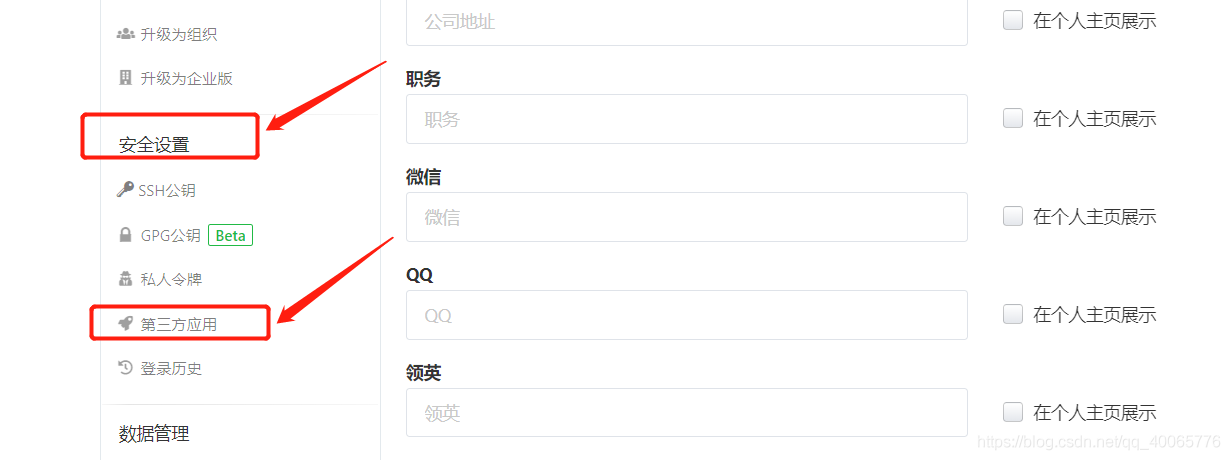 升级为组织
升级为企业版
安全设置
SSH公钥
GPG公钥 Beta
私人令牌
第三方应用
登录历史
数据管理
公司地址
在个人主页展示
职务
职务
在个人主页展示
微信
微信
在个人主页展示
QQ
QQ
在个人主页展示
领英
领英
在个人主页展示
https://blog.csdn.net/qq_40065776